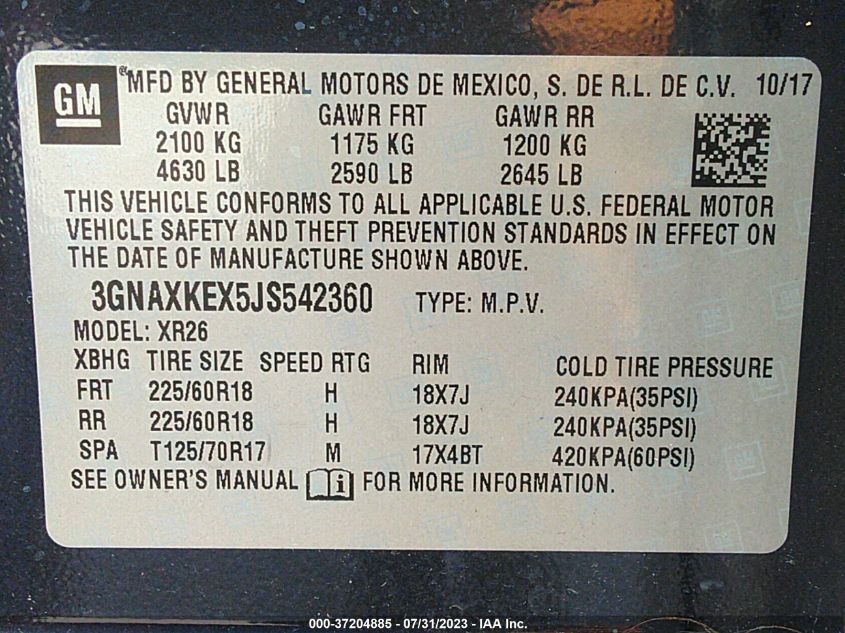 GM
MFD BY GENERAL MOTORS DE MEXICO, S. DE R.L. DE C.V. 10/17
GVWR GAWR FRT GAWR RR
2100 KG 1175 KG 1200 KG
4630 LB 2590 LB 2645 LB
THIS VEHICLE CONFORMS TO ALL APPLICABLE U.S. FEDERAL MOTOR
VEHICLE SAFETY AND THEFT PREVENTION STANDARDS IN EFFECT ON
THE DATE OF MANUFACTURE SHOWN ABOVE.
3GNAXKEX5JS542360 TYPE: M.P.V.
MODEL: XR26
XBHG TIRE SIZE SPEED RTG RIM COLD TIRE PRESSURE
FRT 225/60R18 H 18X7J 240KPA(35PSI)
RR 225/60R18 H 18X7J 240KPA(35PSI)
SPA T125/70R17 M 17X4BT 420KPA(60PSI)
SEE OWNER'S MANUAL i FOR MORE INFORMATION.
000-37204885 - 07/31/2023 - IAA Inc.